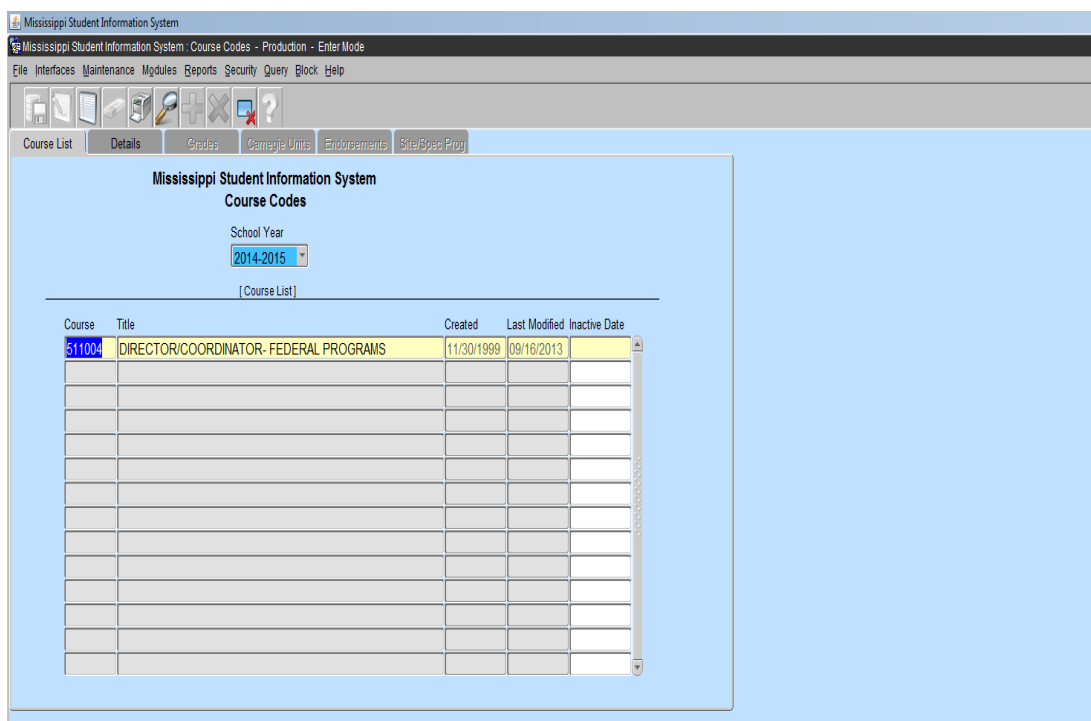 Mississippi Student Information System
Mississippi Student Information System : Course Codes - Production - Enter Mode
File Interfaces Maintenance Modules Reports Security Query Block Help
Course List Details Grades Carnegie Units Endorsements Site/Spec Prog
Mississippi Student Information System
Course Codes
School Year
2014-2015
[ Course List ]
Course Title Created Last Modified Inactive Date
511004 DIRECTOR/COORDINATOR- FEDERAL PROGRAMS 11/30/1999 09/16/2013